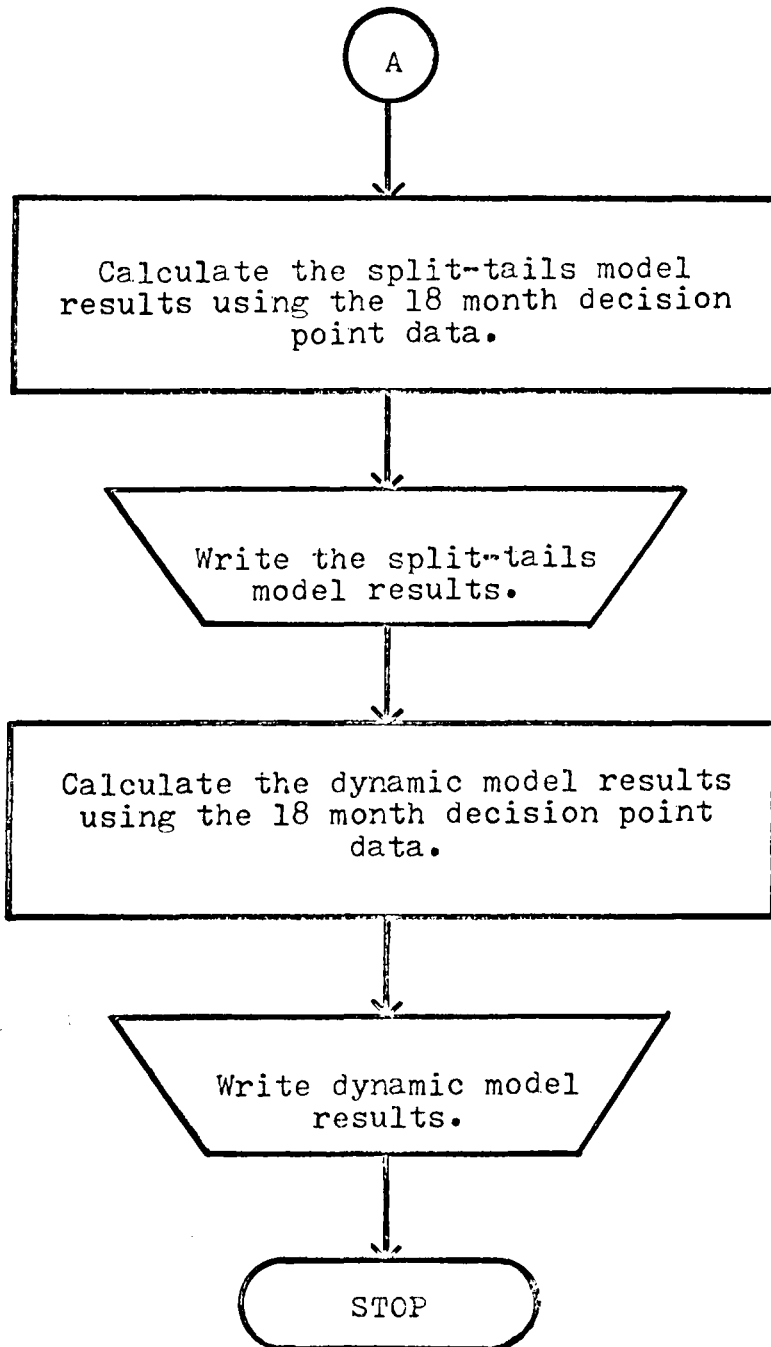 A
Calculate the split-tails model
results using the 18 month decision
point data.
Write the split-tails
model results.
Calculate the dynamic model results
using the 18 month decision point
data.
Write dynamic model
results.
STOP